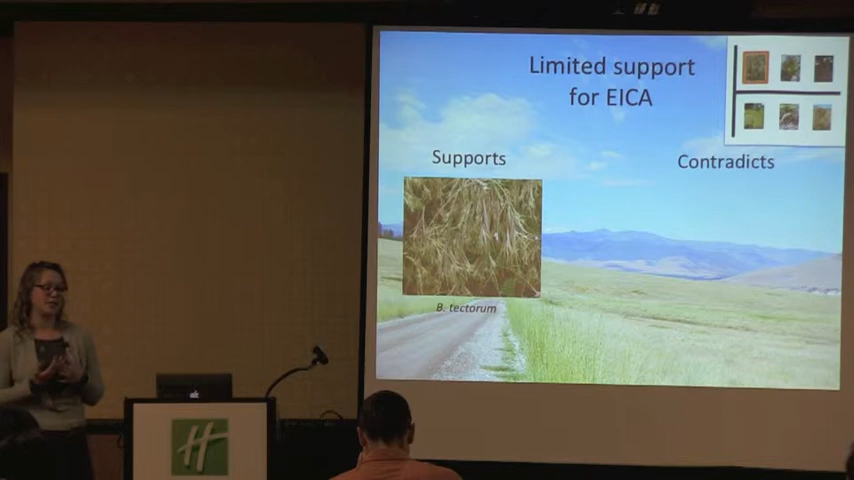 Limited support
for EICA
Supports
Contradicts
B. tectorum
H